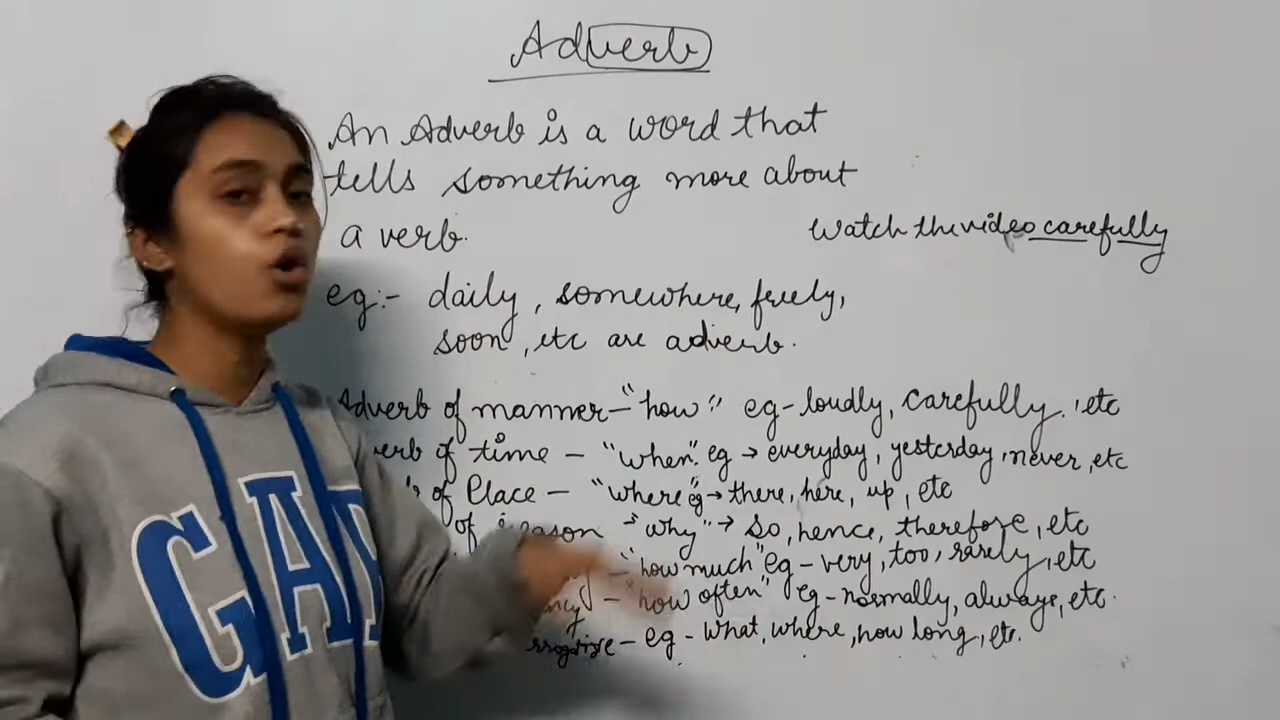 Adverb
An Adverb is a word that
tells something more about
a verb.
Watch the video carefully
eg:- daily, somewhere, freely,
soon, etc are adverb.
Adverb of manner - "how" eg - loudly, carefully, etc
verb of time - "when" eg → everyday, yesterday, never, etc
of Place - "where" eg → there, here, up, etc
of reason - "why" → so, hence, therefore, etc
- "how much" eg - very, too, rarely, etc
ncy - "how often" eg - normally, always, etc.
- eg - What, where, how long, etc.
GAP